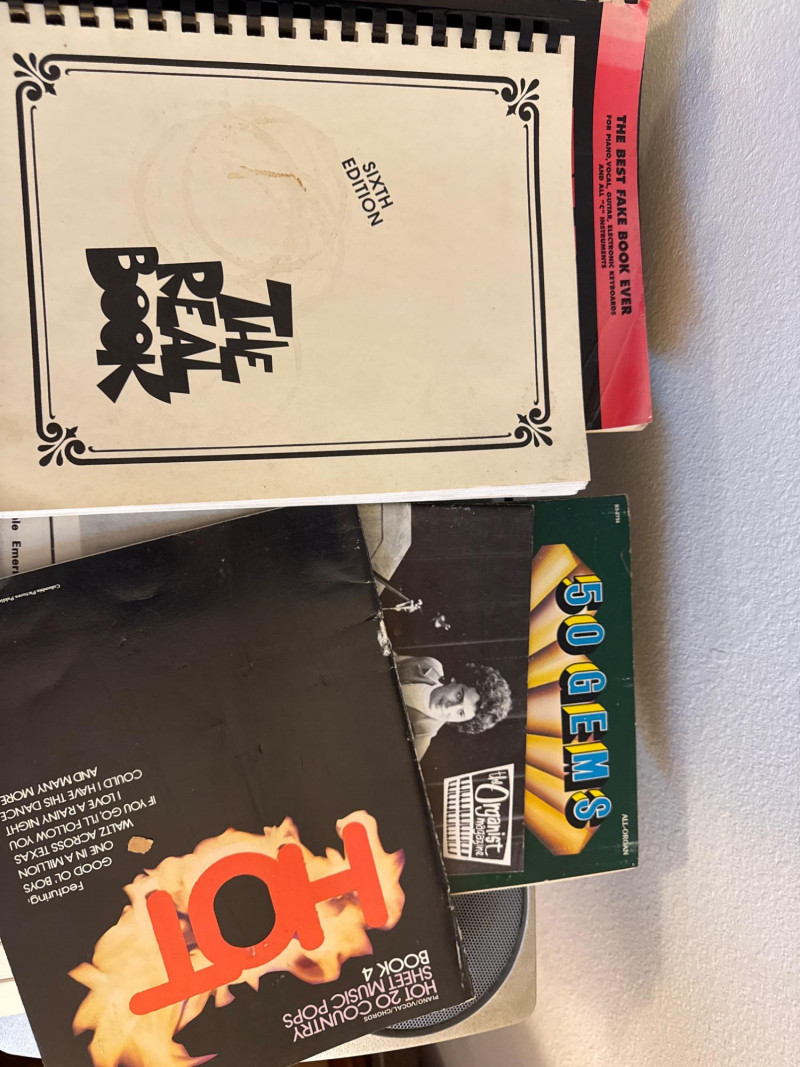 THE BEST FAKE BOOK EVER
FOR PIANO, VOCAL, GUITAR, ELECTRONIC KEYBOARDS
AND ALL "C" INSTRUMENTS
SIXTH
EDITION
THE
REAL
BOOK
50 GEMS
ALL-ORGAN
the
Organist
magazine
PIANO/VOCAL/CHORDS
HOT 20 COUNTRY
SHEET MUSIC POPS
BOOK 4
HOT
Featuring:
GOOD OL' BOYS
ONE IN A MILLION
WALTZ ACROSS TEXAS
IF YOU GO, I'LL FOLLOW YOU
I LOVE A RAINY NIGHT
COULD I HAVE THIS DANCE
AND MANY MORE
Columbia Pictures